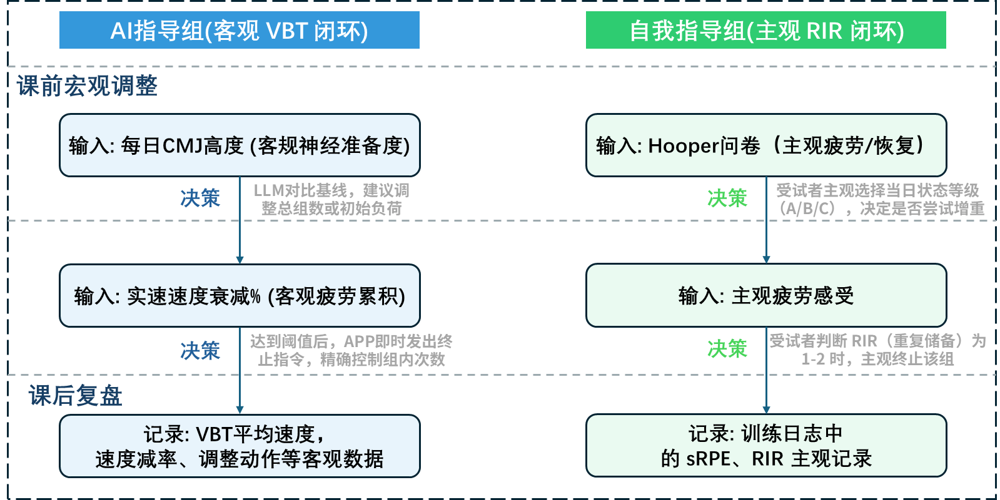 AI指导组(客观 VBT 闭环)
自我指导组(主观 RIR 闭环)
课前宏观调整
输入: 每日CMJ高度 (客规神经准备度)
输入: Hooper问卷（主观疲劳/恢复）
决策
LLM对比基线，建议调
整总组数或初始负荷
决策
受试者主观选择当日状态等级
（A/B/C），决定是否尝试增重
输入: 实速速度衰减% (客观疲劳累积)
输入: 主观疲劳感受
决策
达到阈值后，APP即时发出终
止指令，精确控制组内次数
决策
受试者判断 RIR（重复储备）为
1-2 时，主观终止该组
课后复盘
记录: VBT平均速度，
速度减率、调整动作等客观数据
记录: 训练日志中
的 sRPE、RIR 主观记录